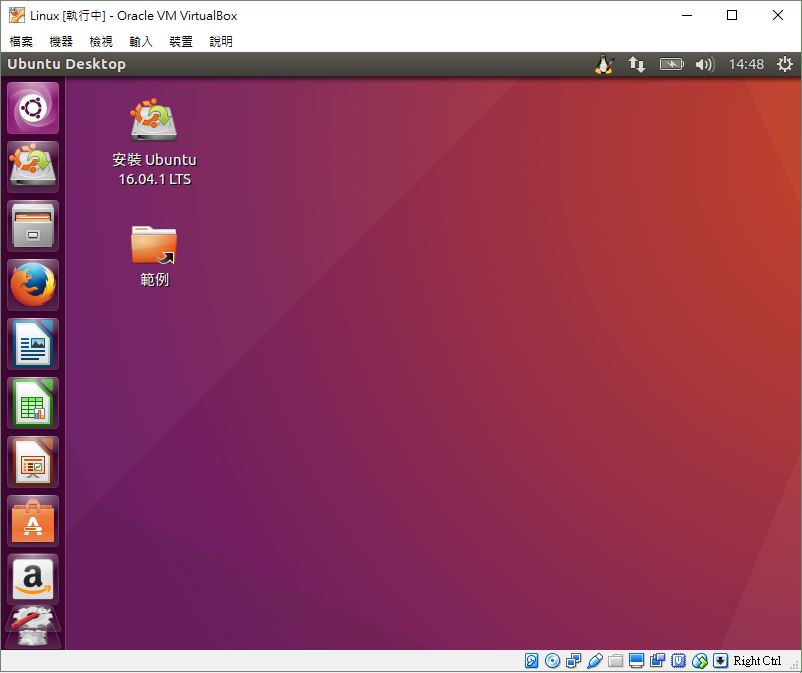 Linux [執行中] - Oracle VM VirtualBox
檔案 機器 檢視 輸入 裝置 說明
Ubuntu Desktop 14:48
安裝 Ubuntu
16.04.1 LTS
範例
Right Ctrl